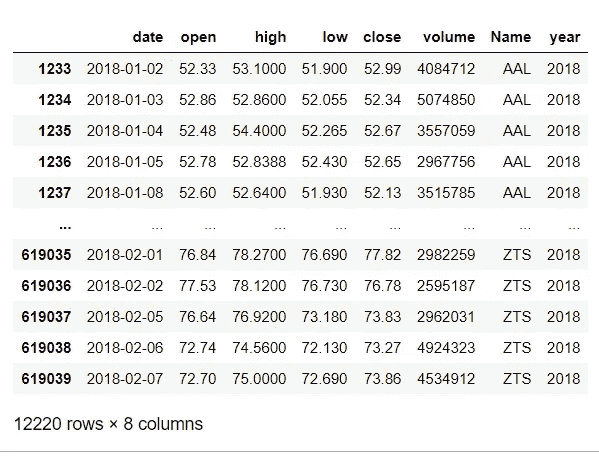 date open high low close volume Name year
1233 2018-01-02 52.33 53.1000 51.900 52.99 4084712 AAL 2018
1234 2018-01-03 52.86 52.8600 52.055 52.34 5074850 AAL 2018
1235 2018-01-04 52.48 54.4000 52.265 52.67 3557059 AAL 2018
1236 2018-01-05 52.78 52.8388 52.430 52.65 2967756 AAL 2018
1237 2018-01-08 52.60 52.6400 51.930 52.13 3515785 AAL 2018
... ... ... ... ... ... ... ... ...
619035 2018-02-01 76.84 78.2700 76.690 77.82 2982259 ZTS 2018
619036 2018-02-02 77.53 78.1200 76.730 76.78 2595187 ZTS 2018
619037 2018-02-05 76.64 76.9200 73.180 73.83 2962031 ZTS 2018
619038 2018-02-06 72.74 74.5600 72.130 73.27 4924323 ZTS 2018
619039 2018-02-07 72.70 75.0000 72.690 73.86 4534912 ZTS 2018
12220 rows × 8 columns